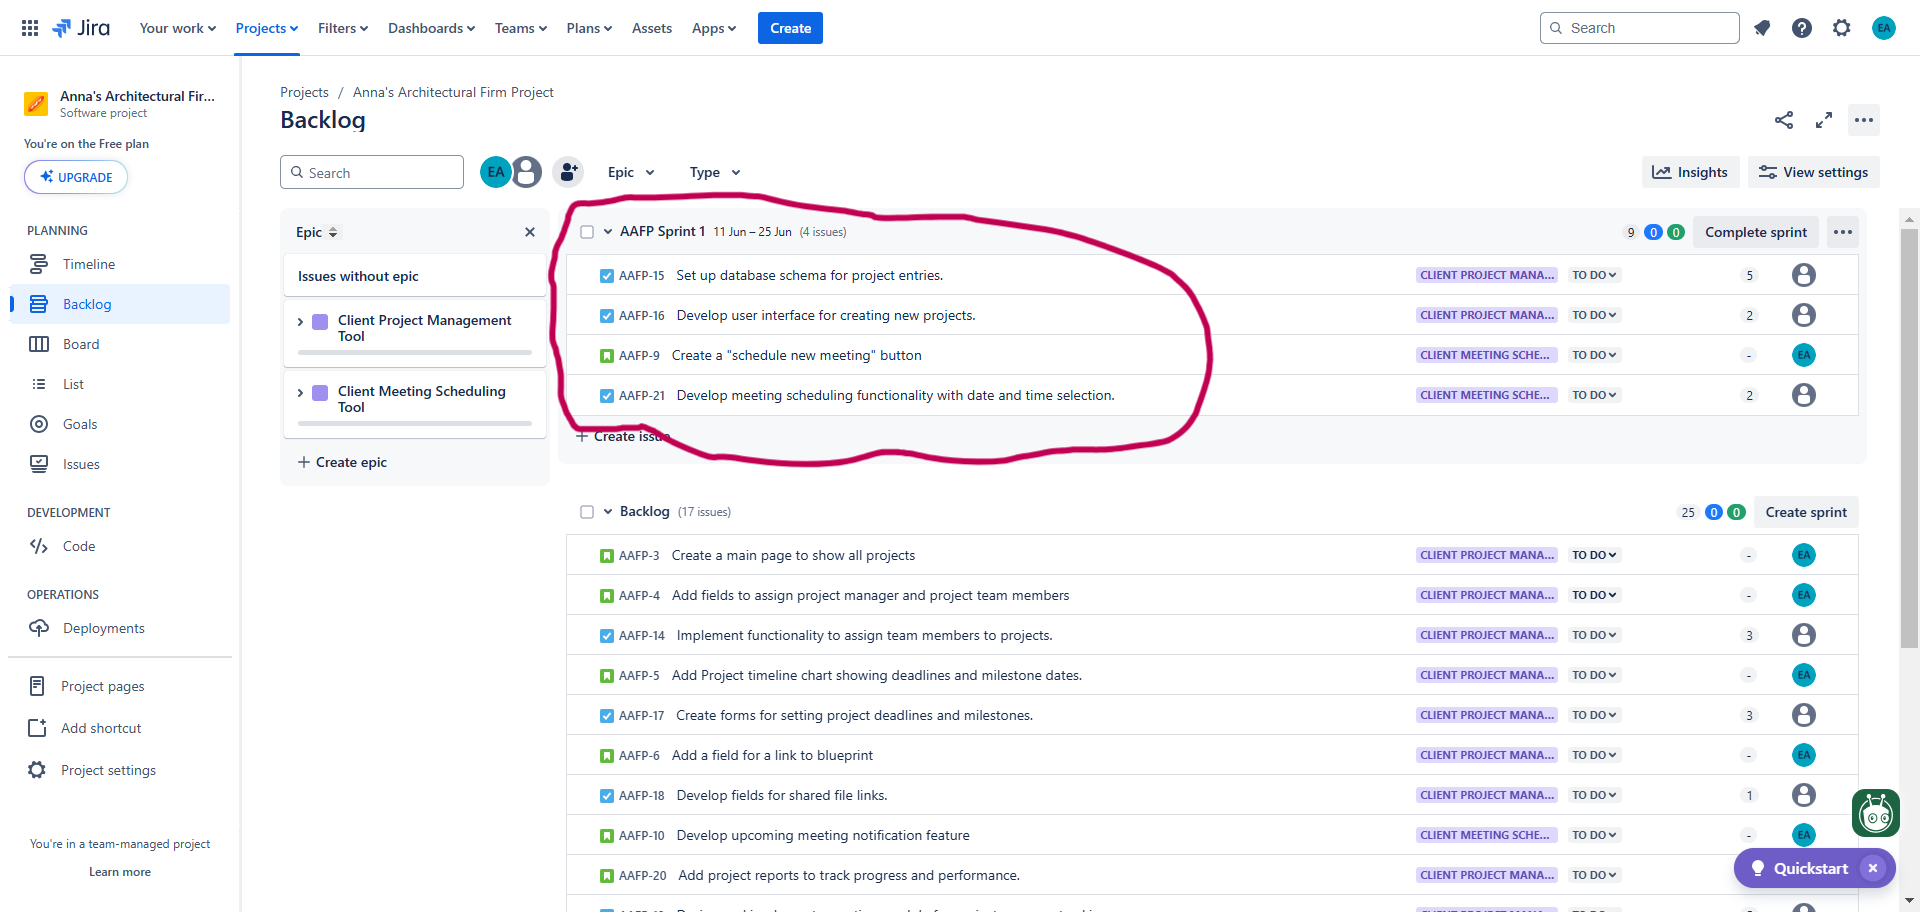 Jira Your work Projects Filters Dashboards Teams Plans Assets Apps Create Search EA
Anna's Architectural Fir...
Software project
You're on the Free plan
UPGRADE
PLANNING
Timeline
Backlog
Board
List
Goals
Issues
DEVELOPMENT
Code
OPERATIONS
Deployments
Project pages
Add shortcut
Project settings
You're in a team-managed project
Learn more
Projects / Anna's Architectural Firm Project
Backlog
Search EA Epic Type Insights View settings
Epic
Issues without epic
Client Project Management
Tool
Client Meeting Scheduling
Tool
+ Create epic
AAFP Sprint 1 11 Jun – 25 Jun (4 issues) 9 0 0 Complete sprint
AAFP-15 Set up database schema for project entries. CLIENT PROJECT MANA... TO DO 5
AAFP-16 Develop user interface for creating new projects. CLIENT PROJECT MANA... TO DO 2
AAFP-9 Create a "schedule new meeting" button CLIENT MEETING SCHE... TO DO - EA
AAFP-21 Develop meeting scheduling functionality with date and time selection. CLIENT MEETING SCHE... TO DO 2
+ Create issue
Backlog (17 issues) 25 0 0 Create sprint
AAFP-3 Create a main page to show all projects CLIENT PROJECT MANA... TO DO - EA
AAFP-4 Add fields to assign project manager and project team members CLIENT PROJECT MANA... TO DO - EA
AAFP-14 Implement functionality to assign team members to projects. CLIENT PROJECT MANA... TO DO 3
AAFP-5 Add Project timeline chart showing deadlines and milestone dates. CLIENT PROJECT MANA... TO DO - EA
AAFP-17 Create forms for setting project deadlines and milestones. CLIENT PROJECT MANA... TO DO 3
AAFP-6 Add a field for a link to blueprint CLIENT PROJECT MANA... TO DO - EA
AAFP-18 Develop fields for shared file links. CLIENT PROJECT MANA... TO DO 1
AAFP-10 Develop upcoming meeting notification feature CLIENT MEETING SCHE... TO DO - EA
AAFP-20 Add project reports to track progress and performance. CLIENT PROJECT MANA... TO DO
Quickstart